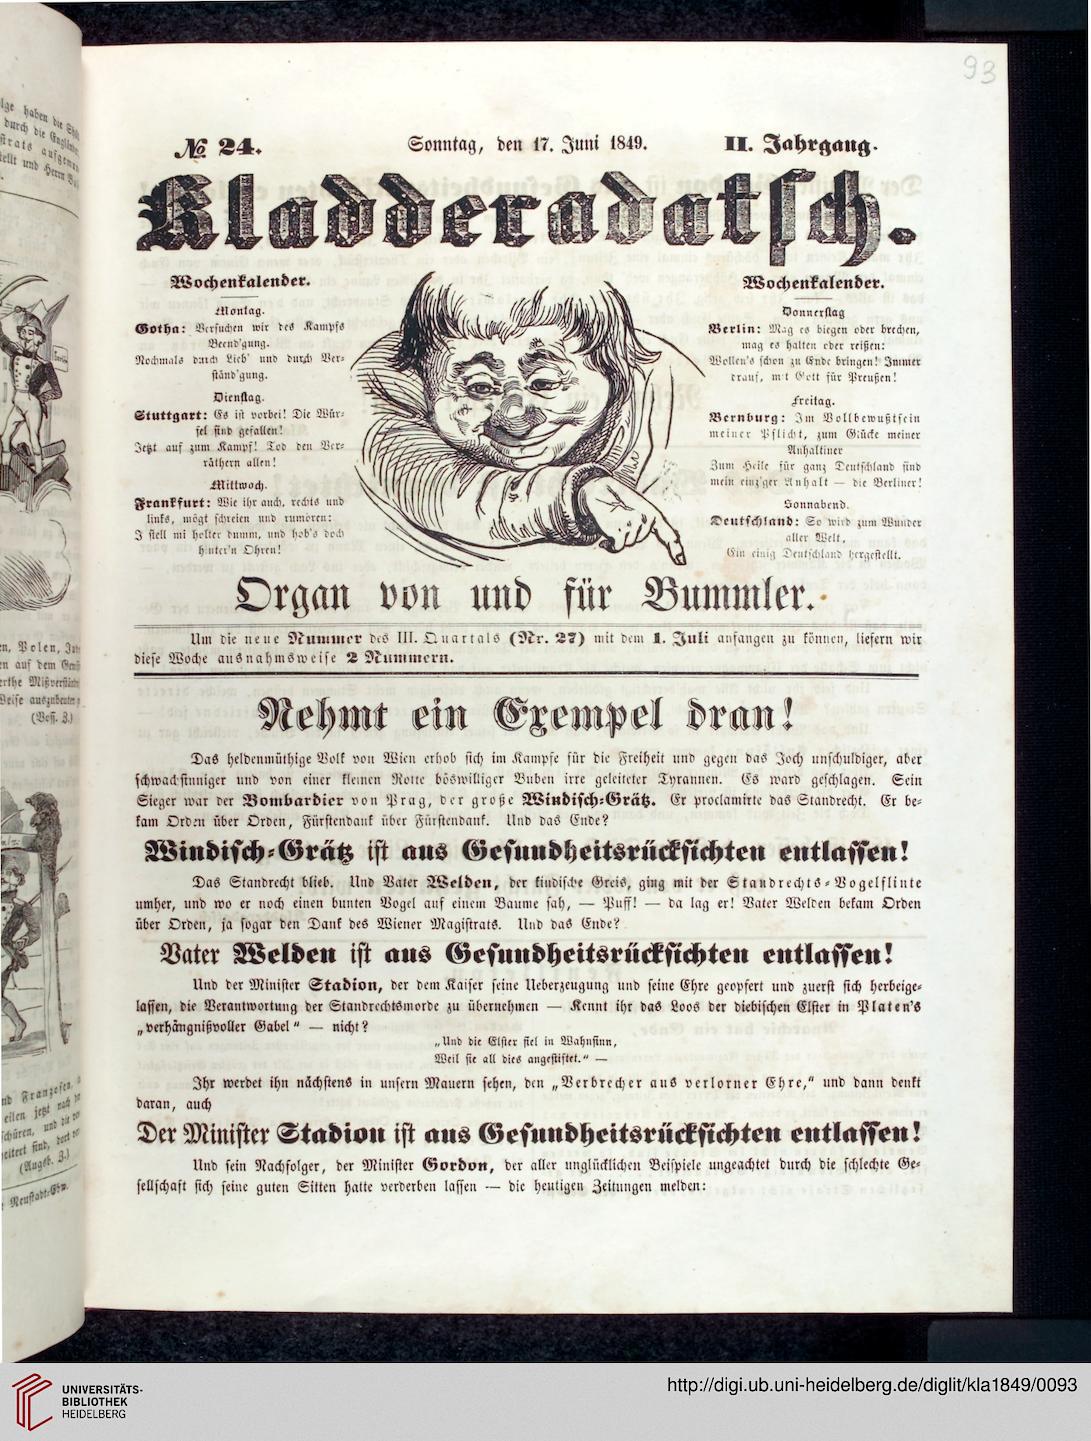 93
№ 24.
Sonntag, den 17. Juni 1849.
II. Jahrgang.
Kladderadatsch.
Wochenkalender.
Montag.
Gotha: Versuchen wir des Kampfs
Beend'gung.
Nochmals durch Lieb' und durch Ver-
ständ'gung.
Dienstag.
Stuttgart: Es ist vorbei! Die Wür-
fel sind gefallen!
Jetzt auf zum Kampf! Tod den Ver-
räthern allen!
Mittwoch.
Frankfurt: Wie ihr auch, rechts und
links, mögt schreien und rumoren:
I stell mi holter dumm, und hob's doch
hinter'n Ohren!
Wochenkalender.
Donnerstag
Berlin: Mag es biegen oder brechen,
mag es halten oder reißen:
Wollen's schon zu Ende bringen! Immer
drauf, mit Gott für Preußen!
Freitag.
Bernburg: Im Vollbewußtsein
meiner Pflicht, zum Glücke meiner
Anhaltiner
Zum Heile für ganz Deutschland sind
mein einz'ger Anhalt — die Berliner!
Sonnabend.
Deutschland: So wird zum Wunder
aller Welt,
Ein einig Deutschland hergestellt.
Organ von und für Bummler.
Um die neue Nummer des III. Quartals (Nr. 27) mit dem 1. Juli anfangen zu können, liefern wir
diese Woche ausnahmsweise 2 Nummern.
Nehmt ein Exempel dran!
Das heldenmüthige Volk von Wien erhob sich im Kampfe für die Freiheit und gegen das Joch unschuldiger, aber
schwachsinniger und von einer kleinen Rotte böswilliger Buben irre geleiteter Tyrannen. Es ward geschlagen. Sein
Sieger war der Bombardier von Prag, der große Windisch-Grätz. Er proclamirte das Standrecht. Er be-
kam Orden über Orden, Fürstendank über Fürstendank. Und das Ende?
Windisch-Grätz ist aus Gesundheitsrücksichten entlassen!
Das Standrecht blieb. Und Vater Welden, der kindische Greis, ging mit der Standrechts-Vogelflinte
umher, und wo er noch einen bunten Vogel auf einem Baume sah, — Puff! — da lag er! Vater Welden bekam Orden
über Orden, ja sogar den Dank des Wiener Magistrats. Und das Ende?
Vater Welden ist aus Gesundheitsrücksichten entlassen!
Und der Minister Stadion, der dem Kaiser seine Ueberzeugung und seine Ehre geopfert und zuerst sich herbeige-
lassen, die Verantwortung der Standrechtsmorde zu übernehmen — Kennt ihr das Loos der diebischen Elster in Platen's
„verhängnißvoller Gabel" — nicht?
„Und die Elster fiel in Wahnsinn,
Weil sie all dies angestiftet." —
Ihr werdet ihn nächstens in unsern Mauern sehen, den „Verbrecher aus verlorner Ehre," und dann denkt
daran, auch
Der Minister Stadion ist aus Gesundheitsrücksichten entlassen!
Und sein Nachfolger, der Minister Gordon, der aller unglücklichen Beispiele ungeachtet durch die schlechte Ge-
sellschaft sich seine guten Sitten hatte verderben lassen — die heutigen Zeitungen melden:
UNIVERSITÄTS-
BIBLIOTHEK
HEIDELBERG
http://digi.ub.uni-heidelberg.de/diglit/kla1849/0093